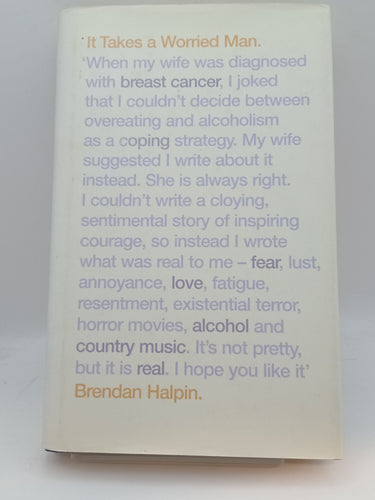 It Takes a Worried Man.
'When my wife was diagnosed
with breast cancer, I joked
that I couldn't decide between
overeating and alcoholism
as a coping strategy. My wife
suggested I write about it
instead. She is always right.
I couldn't write a cloying,
sentimental story of inspiring
courage, so instead I wrote
what was real to me – fear, lust,
annoyance, love, fatigue,
resentment, existential terror,
horror movies, alcohol and
country music. It's not pretty,
but it is real. I hope you like it'
Brendan Halpin.